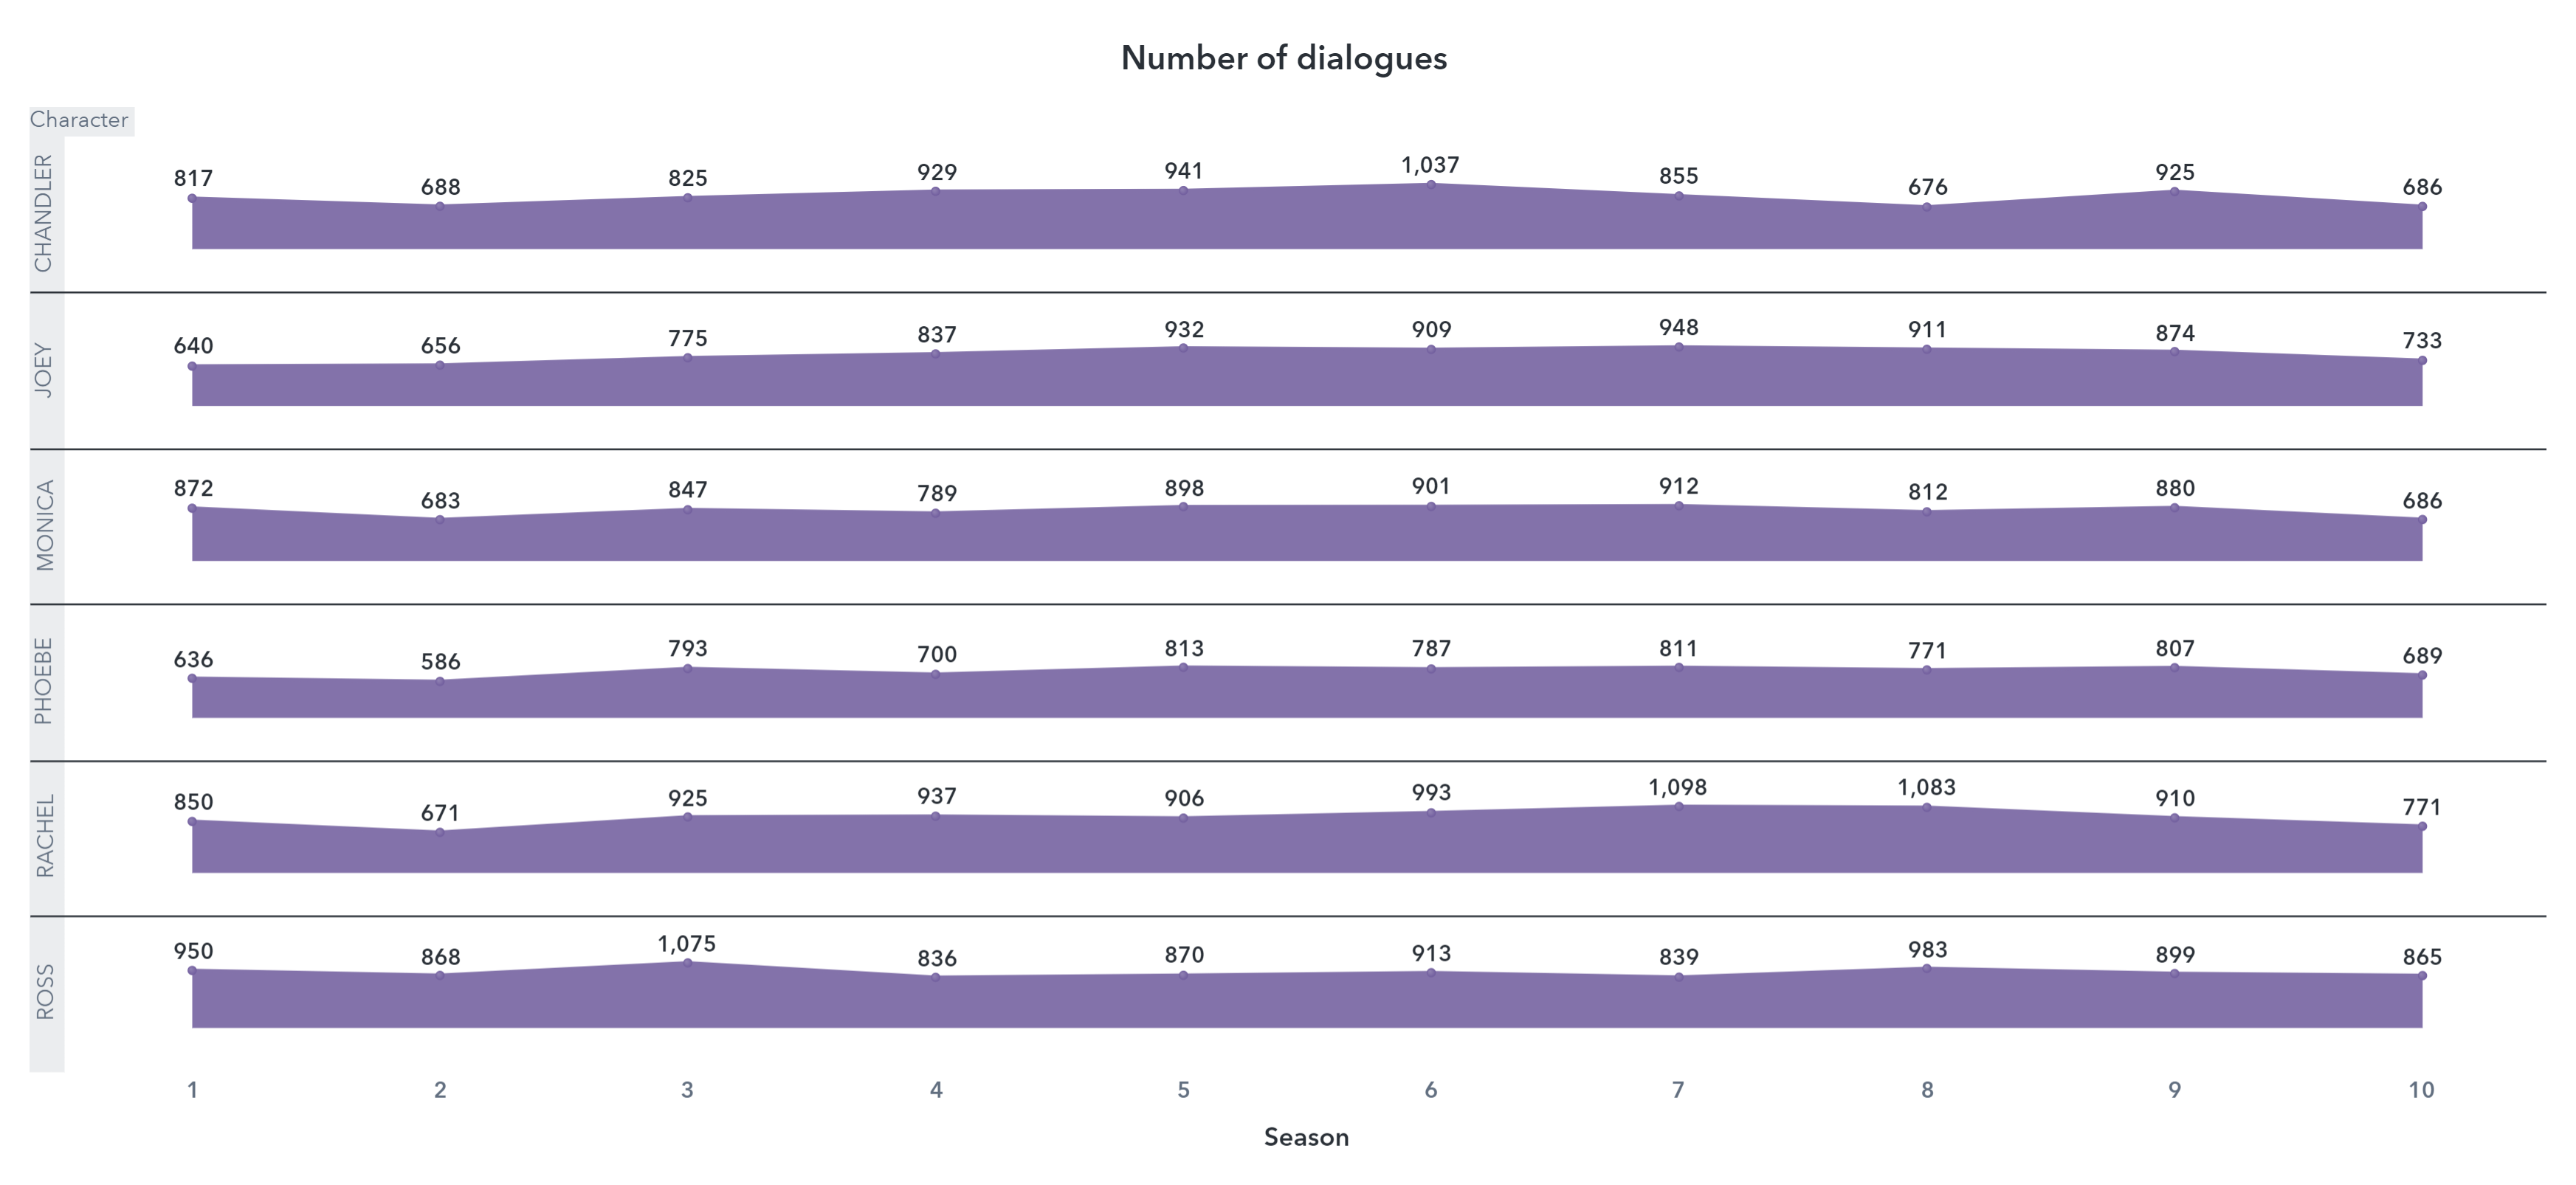 Number of dialogues
Character
CHANDLER
817 688 825 929 941 1,037 855 676 925 686
JOEY
640 656 775 837 932 909 948 911 874 733
MONICA
872 683 847 789 898 901 912 812 880 686
PHOEBE
636 586 793 700 813 787 811 771 807 689
RACHEL
850 671 925 937 906 993 1,098 1,083 910 771
ROSS
950 868 1,075 836 870 913 839 983 899 865
1 2 3 4 5 6 7 8 9 10
Season